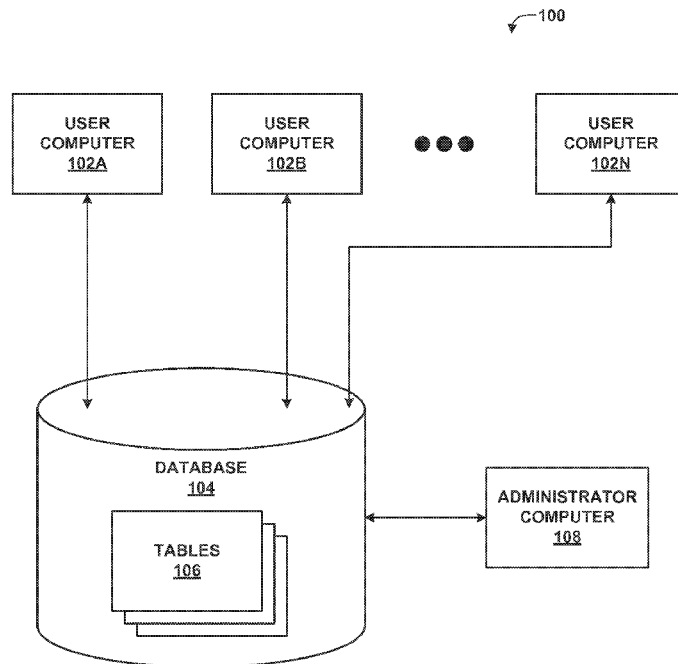 100
USER
COMPUTER
102A
USER
COMPUTER
102B
USER
COMPUTER
102N
DATABASE
104
TABLES
106
ADMINISTRATOR
COMPUTER
108